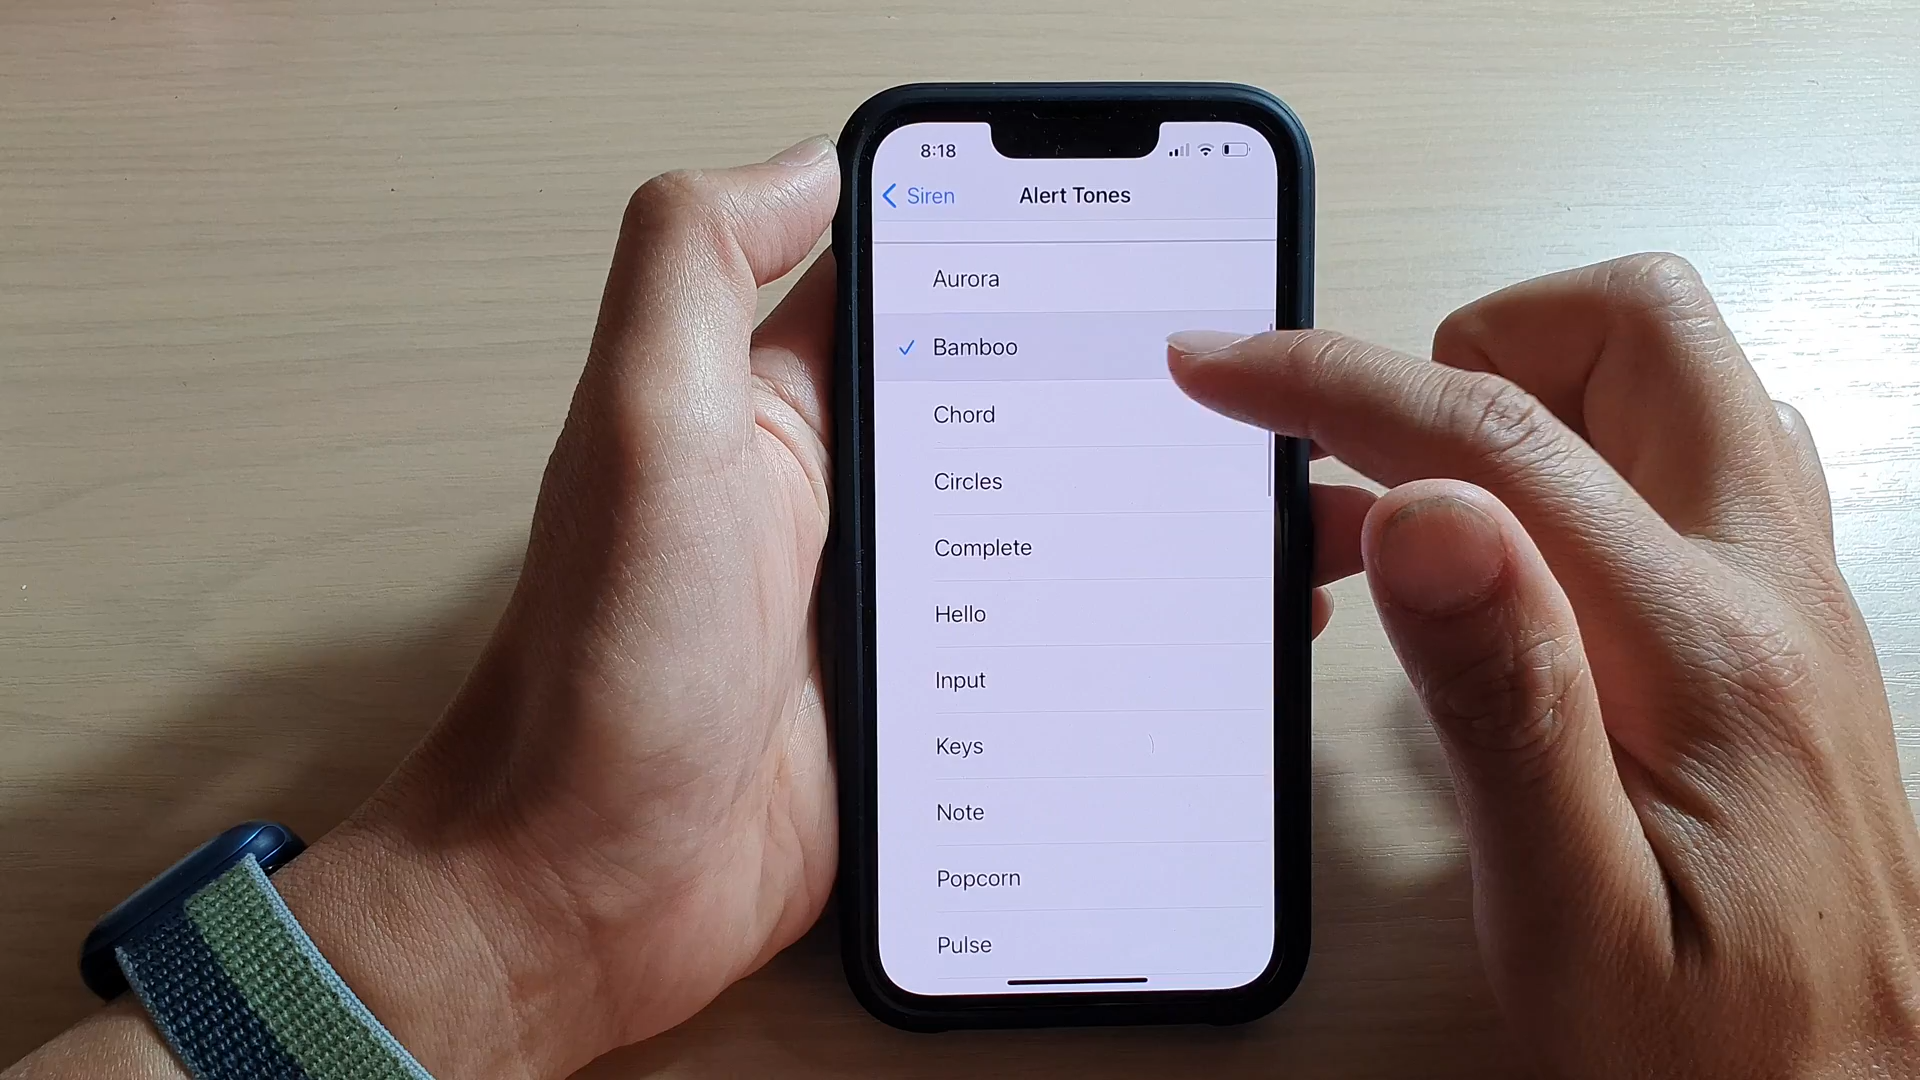 8:18
Siren
Alert Tones
Aurora
Bamboo
Chord
Circles
Complete
Hello
Input
Keys
Note
Popcorn
Pulse